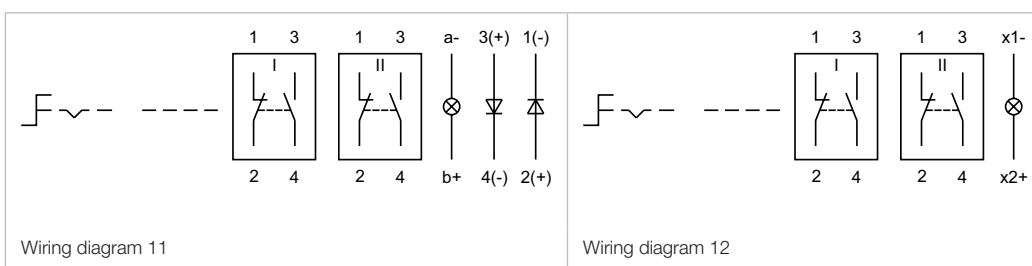 1 3 1 3 a- 3(+) 1(-)
I II
2 4 2 4 b+ 4(-) 2(+)
Wiring diagram 11
1 3 1 3 x1-
I II
2 4 2 4 x2+
Wiring diagram 12